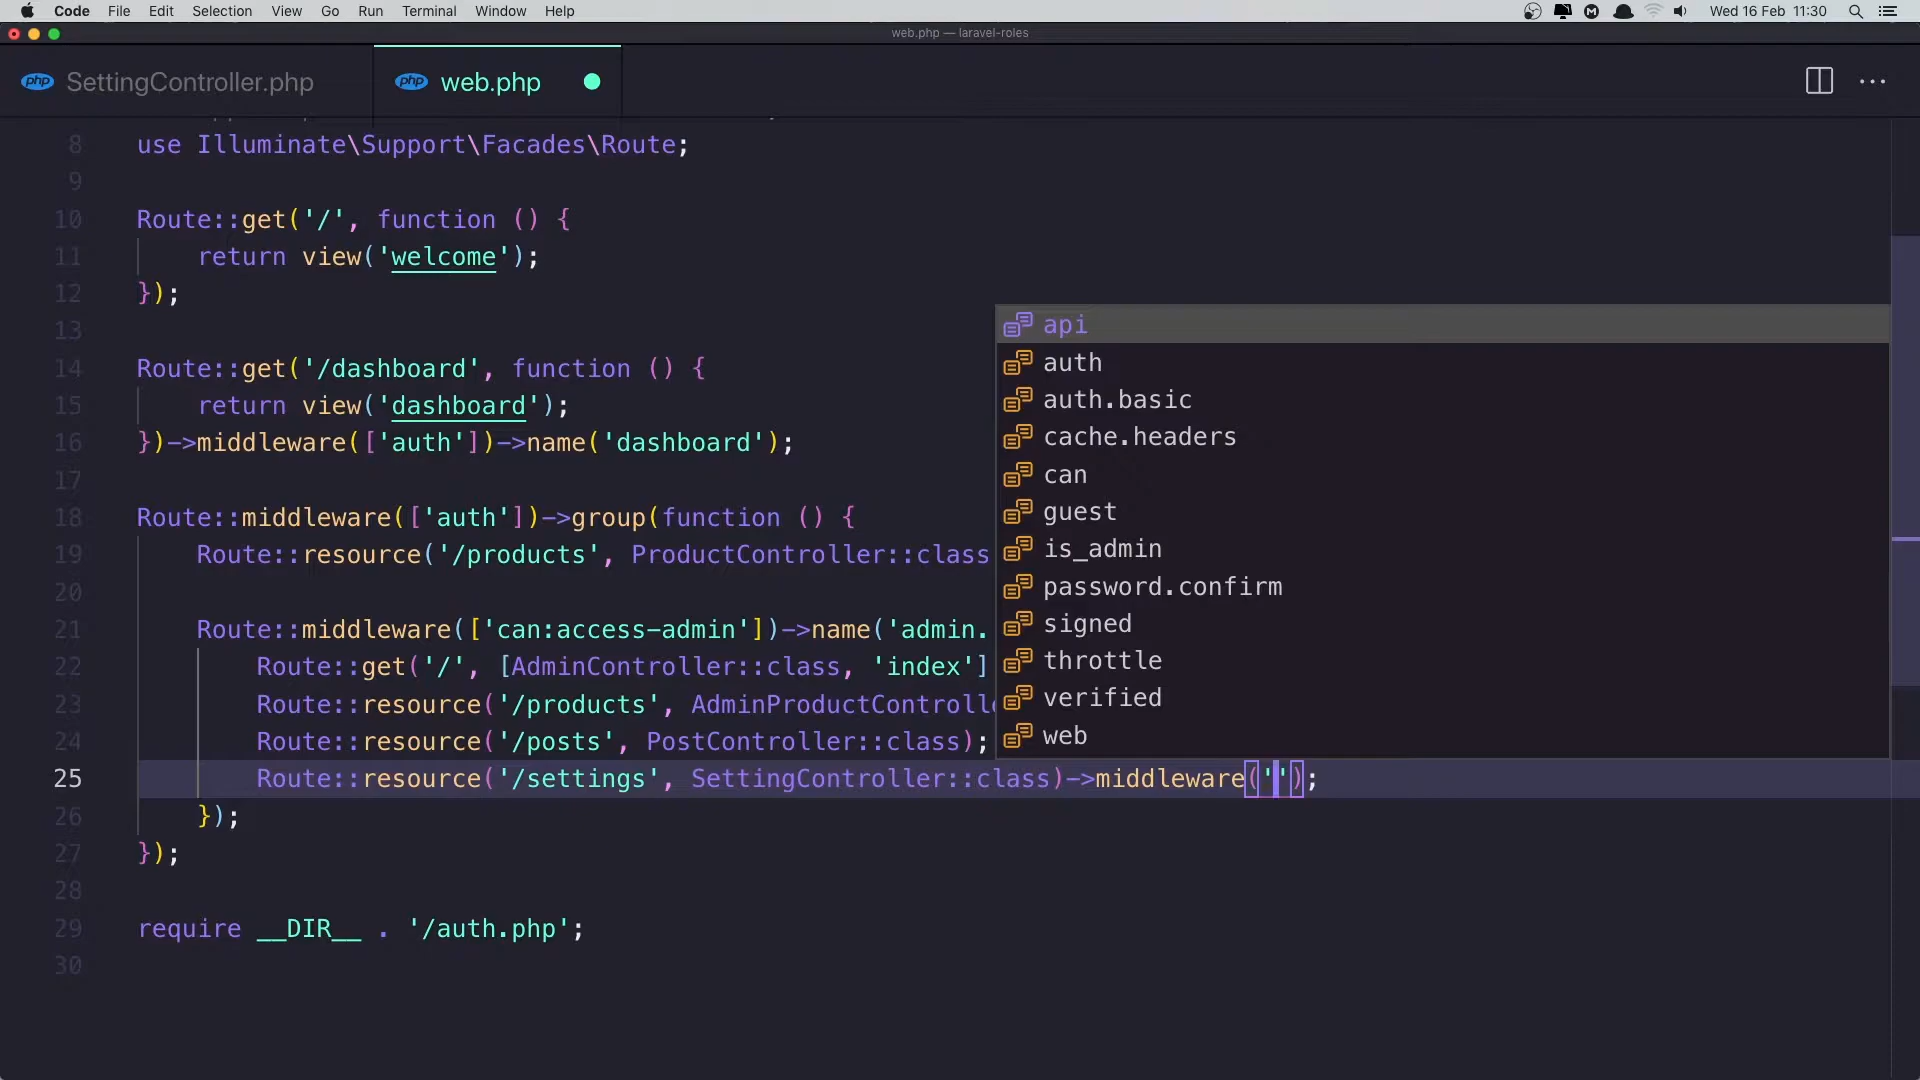 Code File Edit Selection View Go Run Terminal Window Help Wed 16 Feb 11:30
web.php — laravel-roles
php SettingController.php php web.php
8 use Illuminate\Support\Facades\Route;
9
10 Route::get('/', function () {
11 return view('welcome');
12 });
13
14 Route::get('/dashboard', function () {
15 return view('dashboard');
16 })->middleware(['auth'])->name('dashboard');
17
18 Route::middleware(['auth'])->group(function () {
19 Route::resource('/products', ProductController::class
20
21 Route::middleware(['can:access-admin'])->name('admin.
22 Route::get('/', [AdminController::class, 'index']
23 Route::resource('/products', AdminProductControll
24 Route::resource('/posts', PostController::class);
25 Route::resource('/settings', SettingController::class)->middleware('');
26 });
27 });
28
29 require __DIR__ . '/auth.php';
30
api
auth
auth.basic
cache.headers
can
guest
is_admin
password.confirm
signed
throttle
verified
web